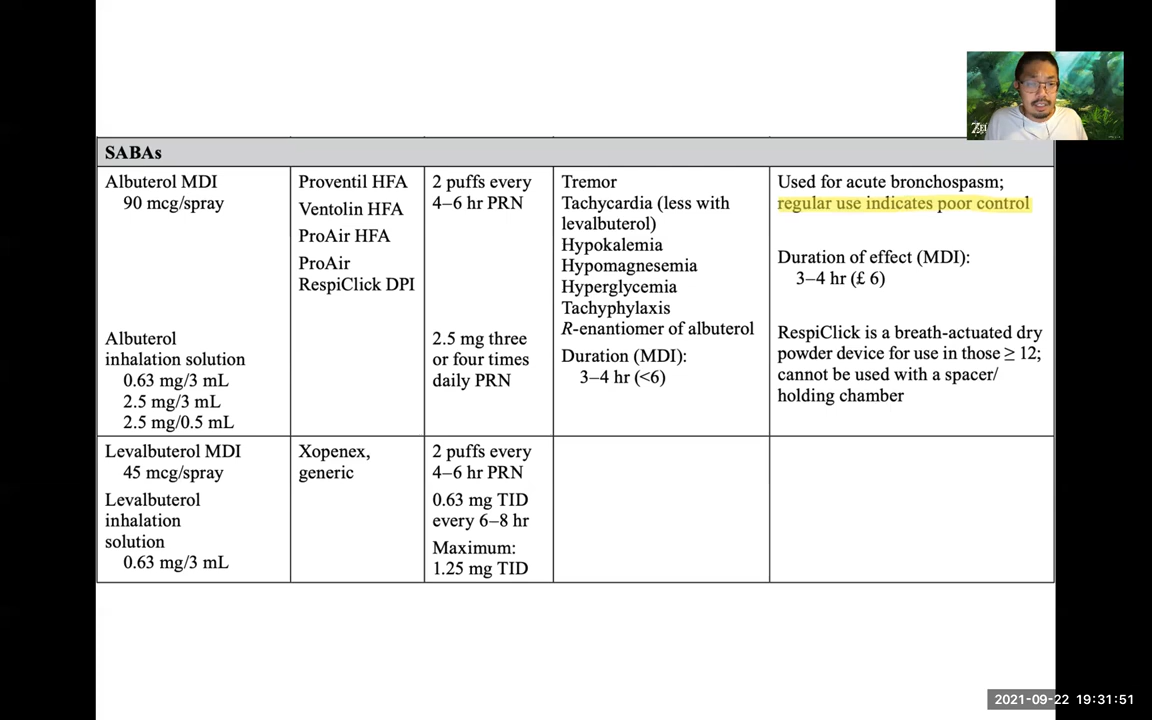 SABAs
Albuterol MDI
90 mcg/spray
Proventil HFA
Ventolin HFA
ProAir HFA
ProAir
RespiClick DPI
2 puffs every
4–6 hr PRN
Tremor
Tachycardia (less with
levalbuterol)
Hypokalemia
Hypomagnesemia
Hyperglycemia
Tachyphylaxis
R-enantiomer of albuterol
Duration (MDI):
3–4 hr (<6)
Used for acute bronchospasm;
regular use indicates poor control
Duration of effect (MDI):
3–4 hr (£ 6)
RespiClick is a breath-actuated dry
powder device for use in those ≥ 12;
cannot be used with a spacer/
holding chamber
Albuterol
inhalation solution
0.63 mg/3 mL
2.5 mg/3 mL
2.5 mg/0.5 mL
2.5 mg three
or four times
daily PRN
Levalbuterol MDI
45 mcg/spray
Xopenex,
generic
2 puffs every
4–6 hr PRN
Levalbuterol
inhalation
solution
0.63 mg/3 mL
0.63 mg TID
every 6–8 hr
Maximum:
1.25 mg TID
2021-09-22 19:31:51